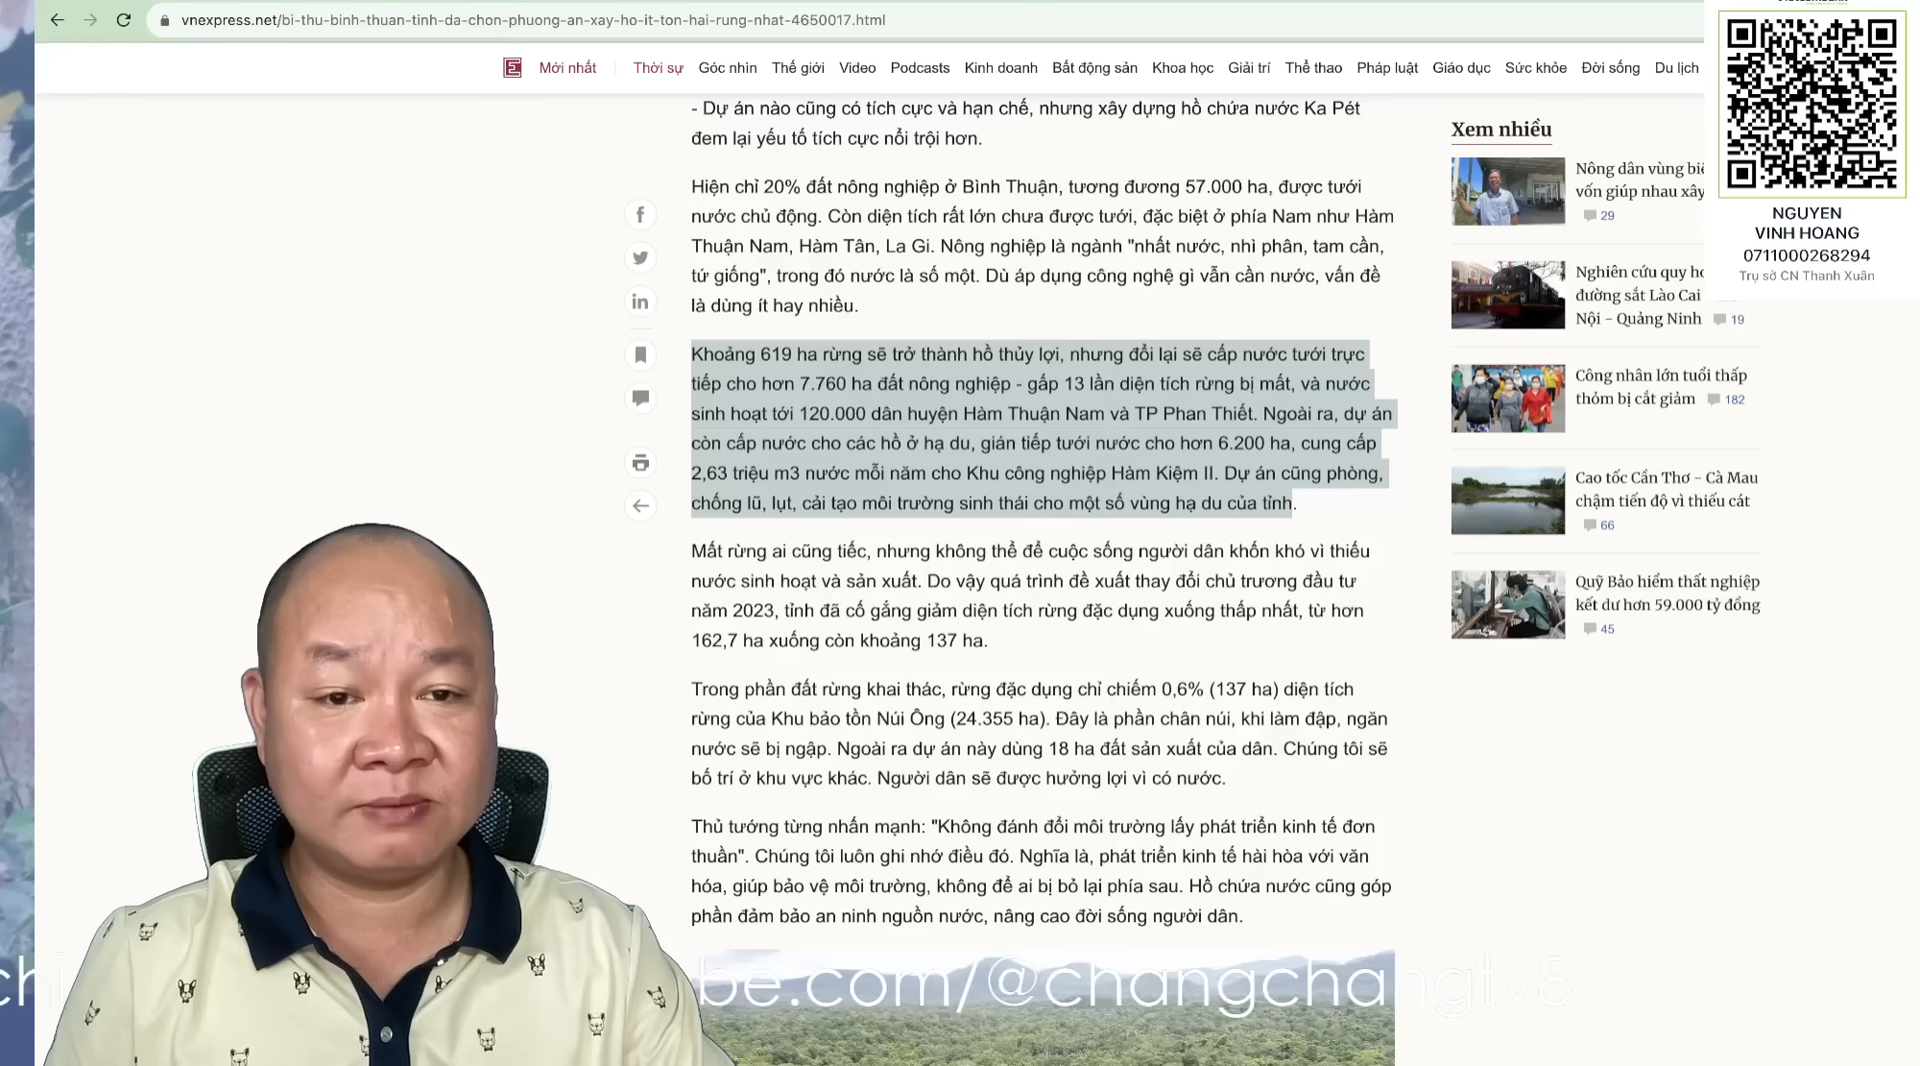 vnexpress.net/bi-thu-binh-thuan-tinh-da-chon-phuong-an-xay-ho-it-ton-hai-rung-nhat-4650017.html
Mới nhất
Thời sự
Góc nhìn
Thế giới
Video
Podcasts
Kinh doanh
Bất động sản
Khoa học
Giải trí
Thể thao
Pháp luật
Giáo dục
Sức khỏe
Đời sống
Du lịch
- Dự án nào cũng có tích cực và hạn chế, nhưng xây dựng hồ chứa nước Ka Pét
đem lại yếu tố tích cực nổi trội hơn.
Hiện chỉ 20% đất nông nghiệp ở Bình Thuận, tương đương 57.000 ha, được tưới
nước chủ động. Còn diện tích rất lớn chưa được tưới, đặc biệt ở phía Nam như Hàm
Thuận Nam, Hàm Tân, La Gi. Nông nghiệp là ngành "nhất nước, nhì phân, tam cần,
tứ giống", trong đó nước là số một. Dù áp dụng công nghệ gì vẫn cần nước, vấn đề
là dùng ít hay nhiều.
Khoảng 619 ha rừng sẽ trở thành hồ thủy lợi, nhưng đổi lại sẽ cấp nước tưới trực
tiếp cho hơn 7.760 ha đất nông nghiệp - gấp 13 lần diện tích rừng bị mất, và nước
sinh hoạt tới 120.000 dân huyện Hàm Thuận Nam và TP Phan Thiết. Ngoài ra, dự án
còn cấp nước cho các hồ ở hạ du, gián tiếp tưới nước cho hơn 6.200 ha, cung cấp
2,63 triệu m3 nước mỗi năm cho Khu công nghiệp Hàm Kiệm II. Dự án cũng phòng,
chống lũ, lụt, cải tạo môi trường sinh thái cho một số vùng hạ du của tỉnh.
Mất rừng ai cũng tiếc, nhưng không thể để cuộc sống người dân khốn khó vì thiếu
nước sinh hoạt và sản xuất. Do vậy quá trình đề xuất thay đổi chủ trương đầu tư
năm 2023, tỉnh đã cố gắng giảm diện tích rừng đặc dụng xuống thấp nhất, từ hơn
162,7 ha xuống còn khoảng 137 ha.
Trong phần đất rừng khai thác, rừng đặc dụng chỉ chiếm 0,6% (137 ha) diện tích
rừng của Khu bảo tồn Núi Ông (24.355 ha). Đây là phần chân núi, khi làm đập, ngăn
nước sẽ bị ngập. Ngoài ra dự án này dùng 18 ha đất sản xuất của dân. Chúng tôi sẽ
bố trí ở khu vực khác. Người dân sẽ được hưởng lợi vì có nước.
Thủ tướng từng nhấn mạnh: "Không đánh đổi môi trường lấy phát triển kinh tế đơn
thuần". Chúng tôi luôn ghi nhớ điều đó. Nghĩa là, phát triển kinh tế hài hòa với văn
hóa, giúp bảo vệ môi trường, không để ai bị bỏ lại phía sau. Hồ chứa nước cũng góp
phần đảm bảo an ninh nguồn nước, nâng cao đời sống người dân.
be.com/@changchangtv8
Xem nhiều
Nông dân vùng
vốn giúp nhau xây
29
Nghiên cứu quy
đường sắt Lào Cai
Nội - Quảng Ninh
19
Công nhân lớn tuổi thấp
thỏm bị cắt giảm
182
Cao tốc Cần Thơ - Cà Mau
chậm tiến độ vì thiếu cát
66
Quỹ Bảo hiểm thất nghiệp
kết dư hơn 59.000 tỷ đồng
45
NGUYEN
VINH HOANG
0711000268294
Trụ sở CN Thanh Xuân